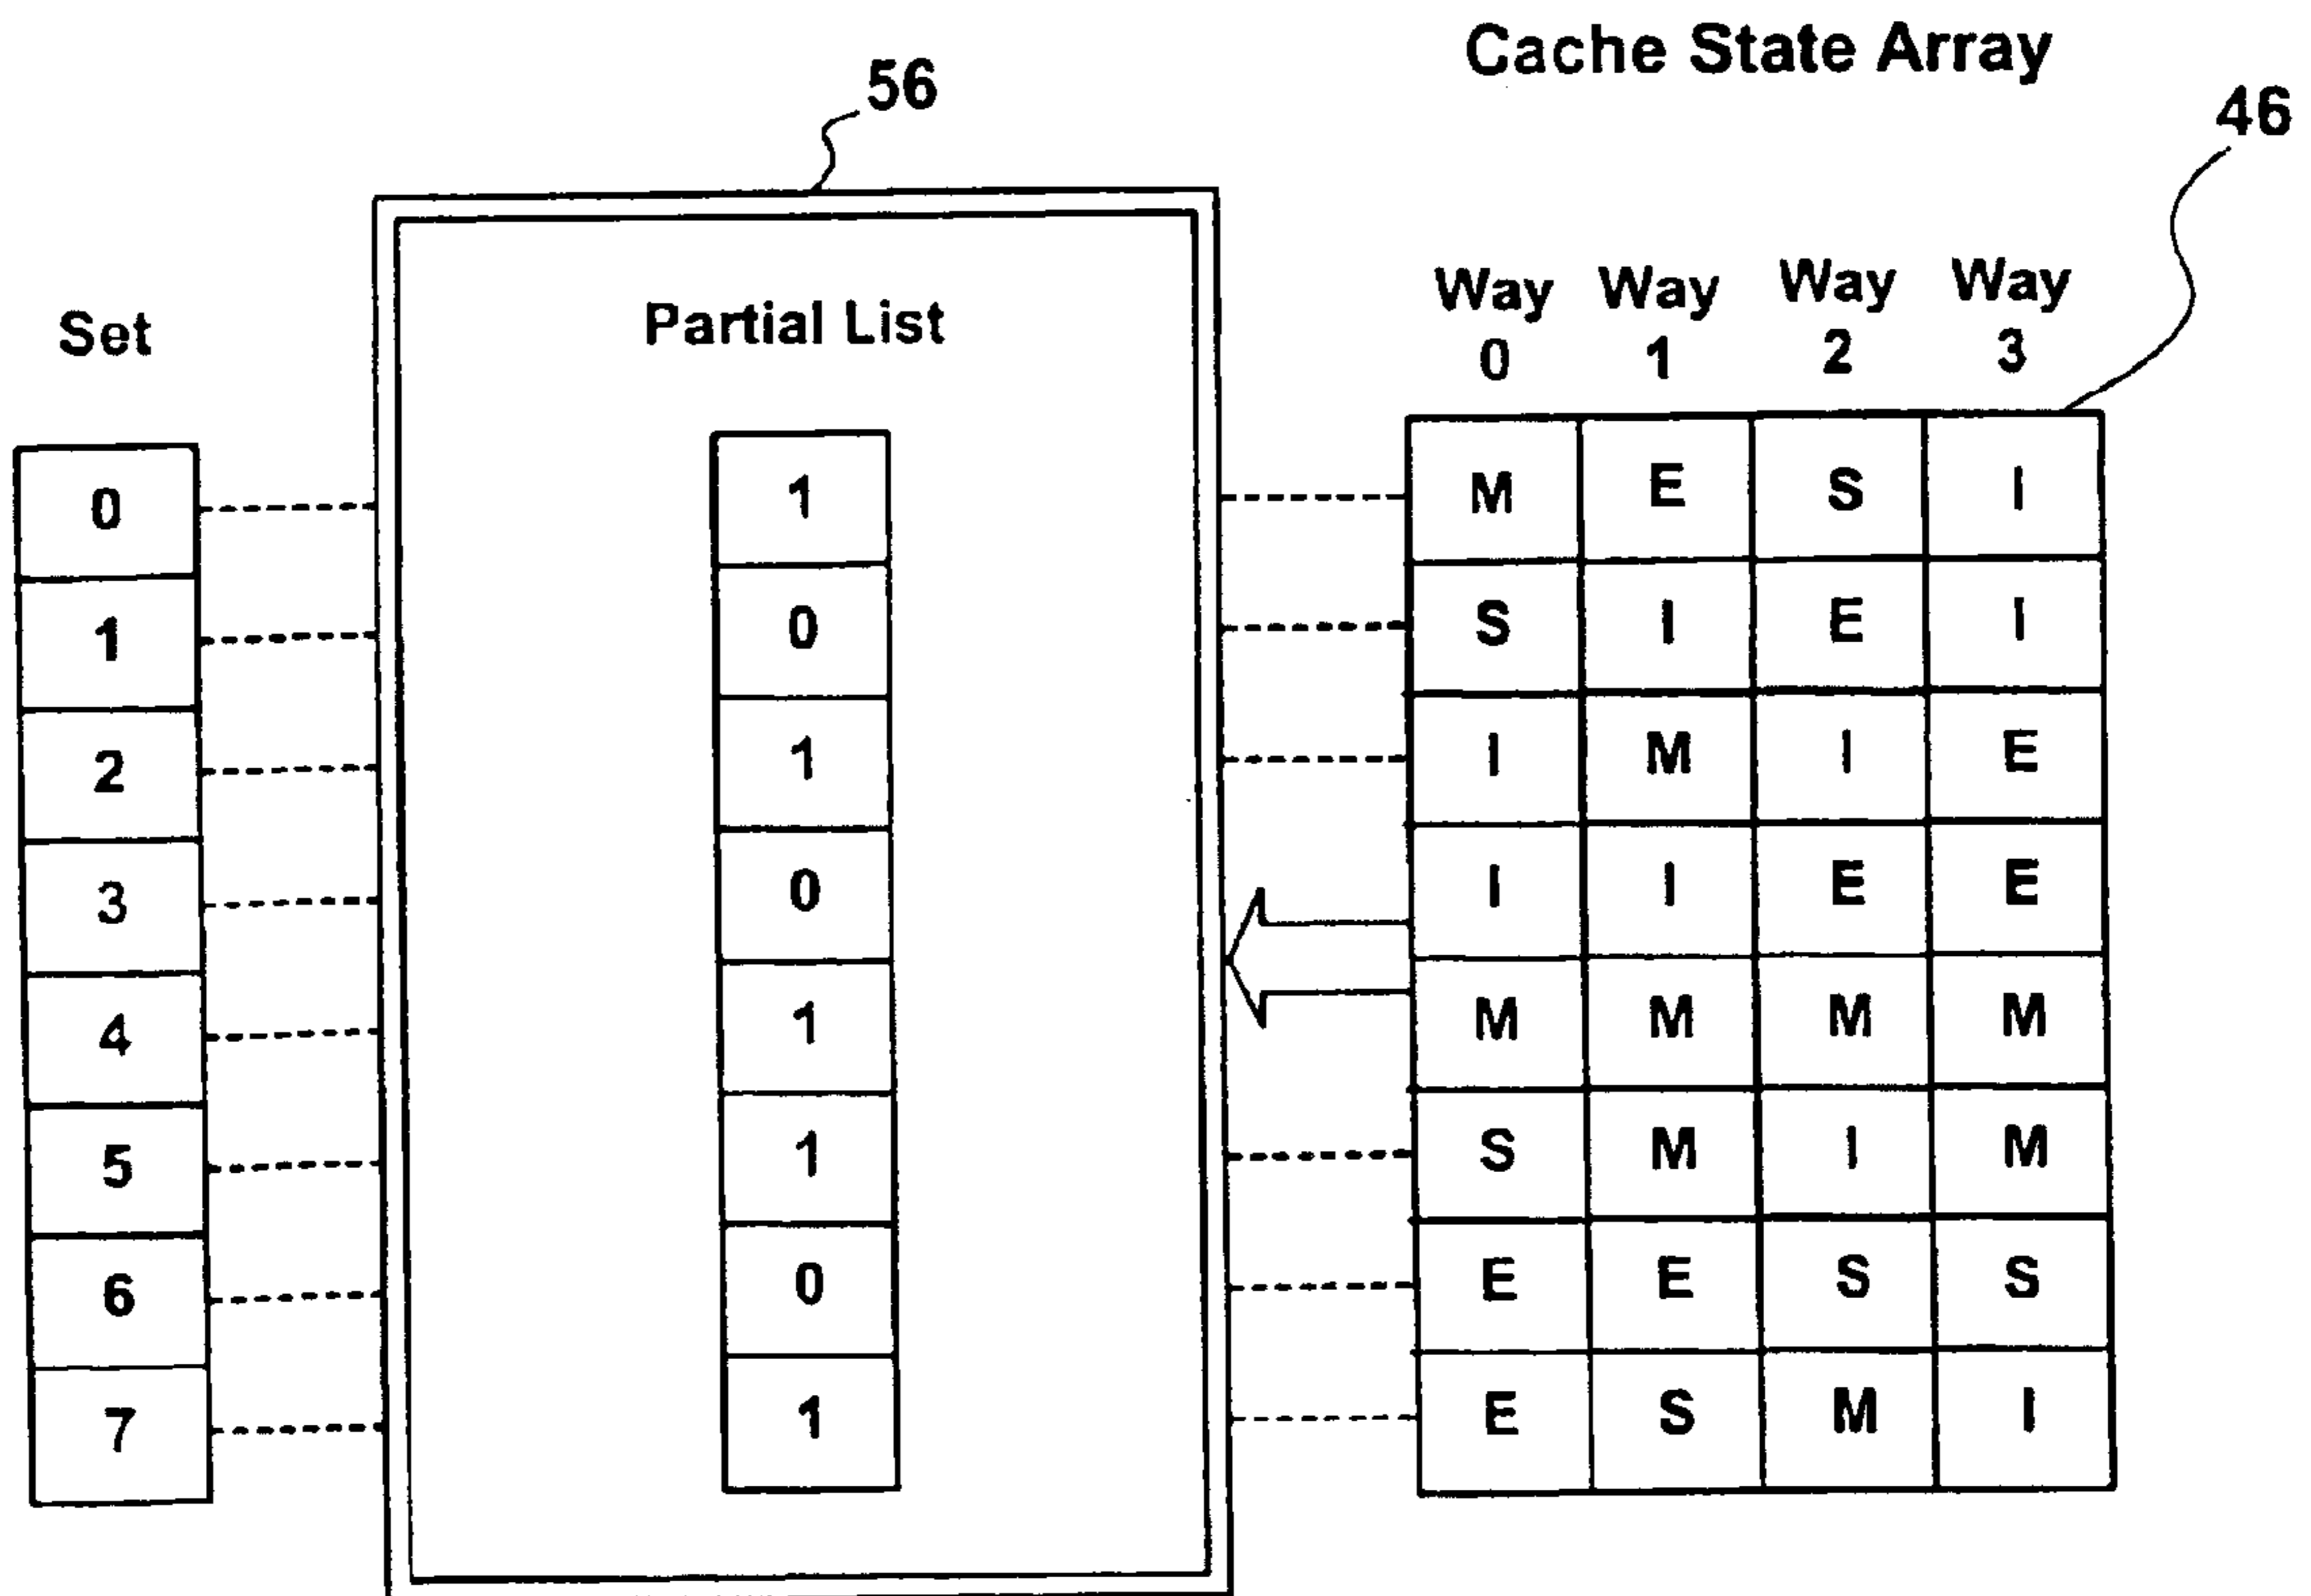 Cache State Array
56
46
Set
Partial List
Way Way Way Way
0 1 2 3
0 1 M E S I
1 0 S I E I
2 1 I M I E
3 0 I I E E
4 1 M M M M
5 1 S M I M
6 0 E E S S
7 1 E S M I